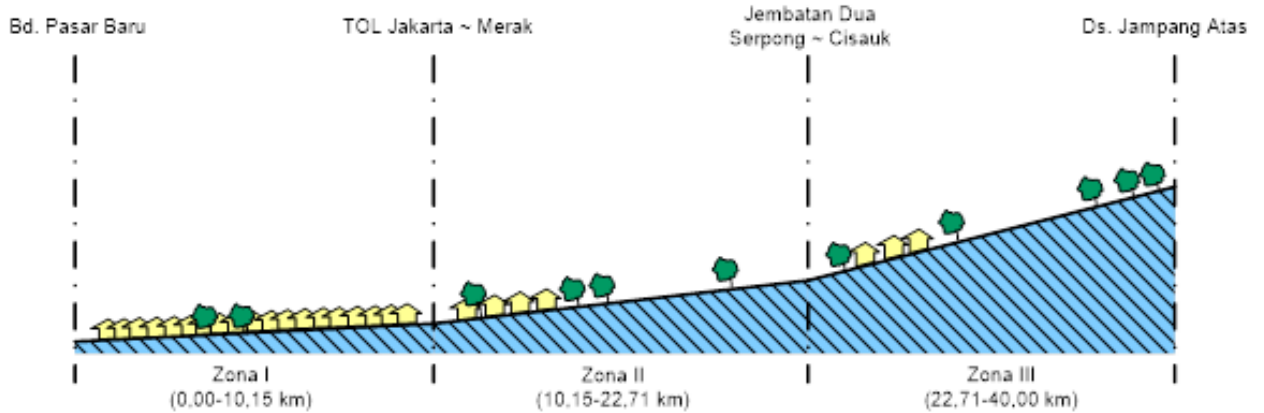 Bd. Pasar Baru
TOL Jakarta ~ Merak
Jembatan Dua
Serpong ~ Cisauk
Ds. Jampang Atas
Zona I
(0,00-10,15 km)
Zona II
(10,15-22,71 km)
Zona III
(22,71-40,00 km)